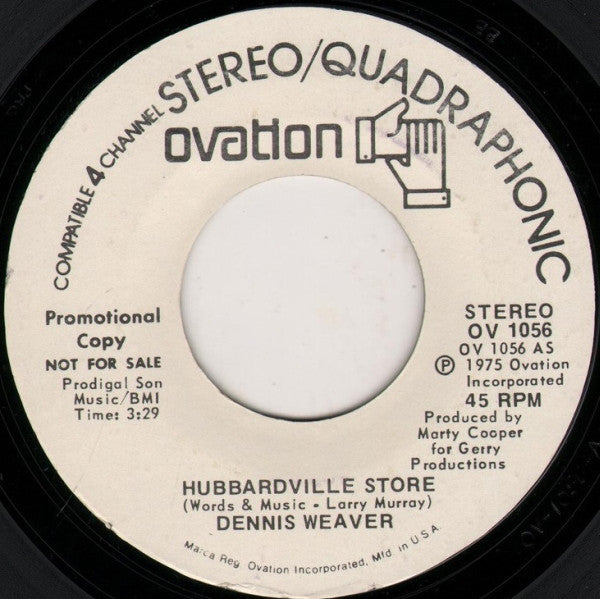 COMPATIBLE 4 CHANNEL STEREO/QUADRAPHONIC
ovation
Promotional
Copy
NOT FOR SALE
Prodigal Son
Music/BMI
Time: 3:29
STEREO
OV 1056
OV 1056 AS
℗ 1975 Ovation
Incorporated
45 RPM
Produced by
Marty Cooper
for Gerry
Productions
HUBBARDVILLE STORE
(Words & Music - Larry Murray)
DENNIS WEAVER
Marca Reg. Ovation Incorporated, Mfd in U.S.A.